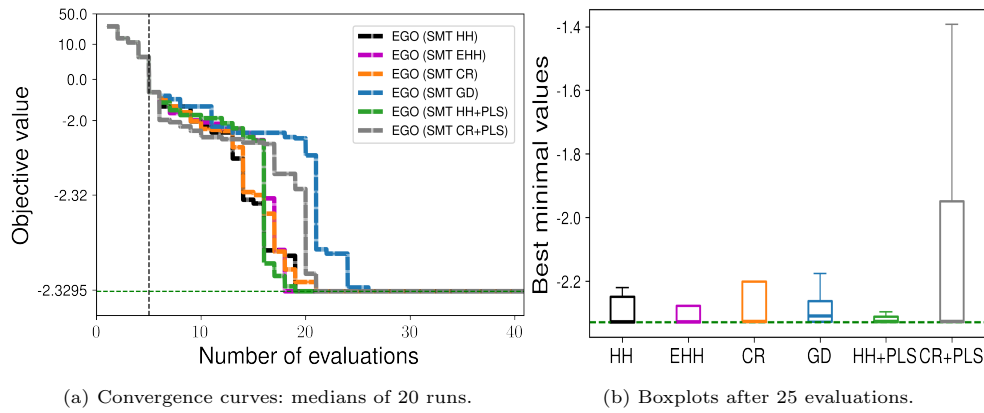 50.0
10.0
0.0
-2.0
-2.32
-2.3295
Objective value
0 10 20 30 40
Number of evaluations
EGO (SMT HH)
EGO (SMT EHH)
EGO (SMT CR)
EGO (SMT GD)
EGO (SMT HH+PLS)
EGO (SMT CR+PLS)
(a) Convergence curves: medians of 20 runs.
-1.4
-1.6
-1.8
-2.0
-2.2
Best minimal values
HH EHH CR GD HH+PLS CR+PLS
(b) Boxplots after 25 evaluations.